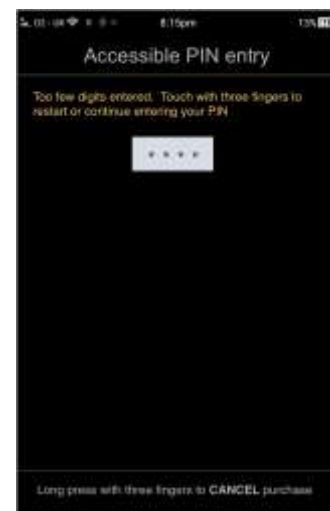 8:15pm 13%
Accessible PIN entry
Too few digits entered. Touch with three fingers to
restart or continue entering your PIN
* * * *
Long press with three fingers to CANCEL purchase